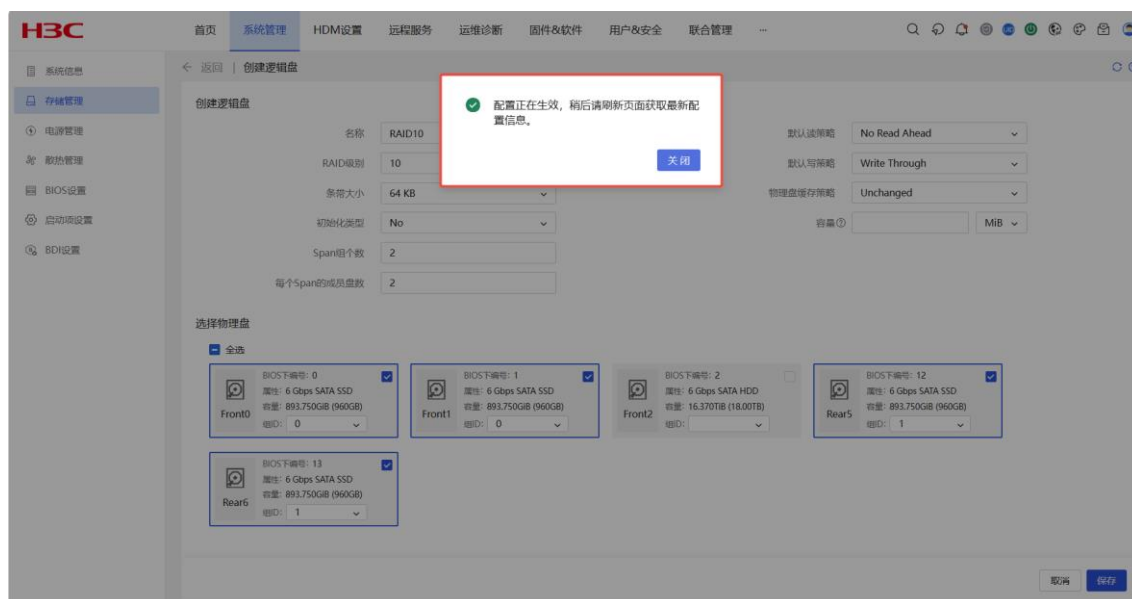 H3C
首页 系统管理 HDM设置 远程服务 运维诊断 固件&软件 用户&安全 联合管理 ...
系统信息
存储管理
电源管理
散热管理
BIOS设置
启动项设置
BDI设置
← 返回 | 创建逻辑盘
创建逻辑盘
配置正在生效，稍后请刷新页面获取最新配
置信息。
关闭
名称 RAID10
RAID级别 10
条带大小 64 KB
初始化类型 No
Span组个数 2
每个Span的成员盘数 2
默认读策略 No Read Ahead
默认写策略 Write Through
物理盘缓存策略 Unchanged
容量 MiB
选择物理盘
全选
Front0
BIOS下编号: 0
属性: 6 Gbps SATA SSD
容量: 893.750GiB (960GB)
组ID: 0
Front1
BIOS下编号: 1
属性: 6 Gbps SATA SSD
容量: 893.750GiB (960GB)
组ID: 0
Front2
BIOS下编号: 2
属性: 6 Gbps SATA HDD
容量: 16.370TiB (18.00TB)
组ID:
Rear5
BIOS下编号: 12
属性: 6 Gbps SATA SSD
容量: 893.750GiB (960GB)
组ID: 1
Rear6
BIOS下编号: 13
属性: 6 Gbps SATA SSD
容量: 893.750GiB (960GB)
组ID: 1
取消 保存